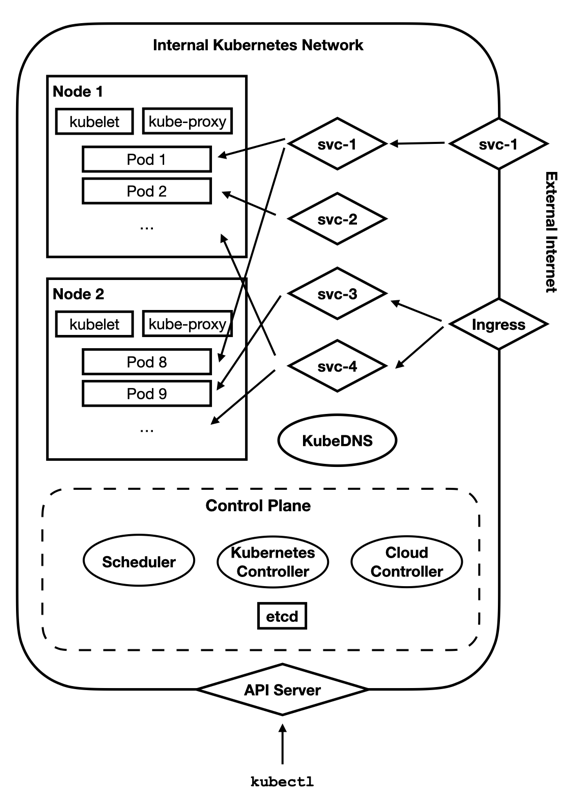 Internal Kubernetes Network
Node 1
kubelet
kube-proxy
Pod 1
Pod 2
...
svc-1
svc-2
svc-1
External Internet
Node 2
kubelet
kube-proxy
Pod 8
Pod 9
...
svc-3
svc-4
Ingress
KubeDNS
Control Plane
Scheduler
Kubernetes
Controller
Cloud
Controller
etcd
API Server
kubectl